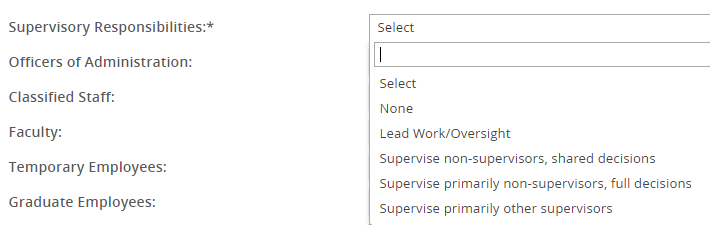 Supervisory Responsibilities:*
Select
Officers of Administration:
Classified Staff:
Select
None
Faculty:
Lead Work/Oversight
Supervise non-supervisors, shared decisions
Temporary Employees:
Supervise primarily non-supervisors, full decisions
Graduate Employees:
Supervise primarily other supervisors